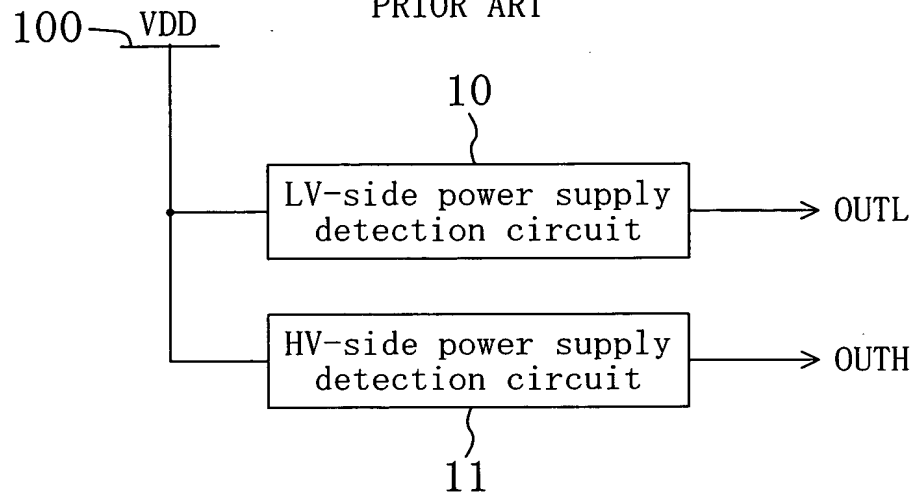 PRIOR ART
100 VDD
10
LV-side power supply
detection circuit
OUTL
HV-side power supply
detection circuit
OUTH
11